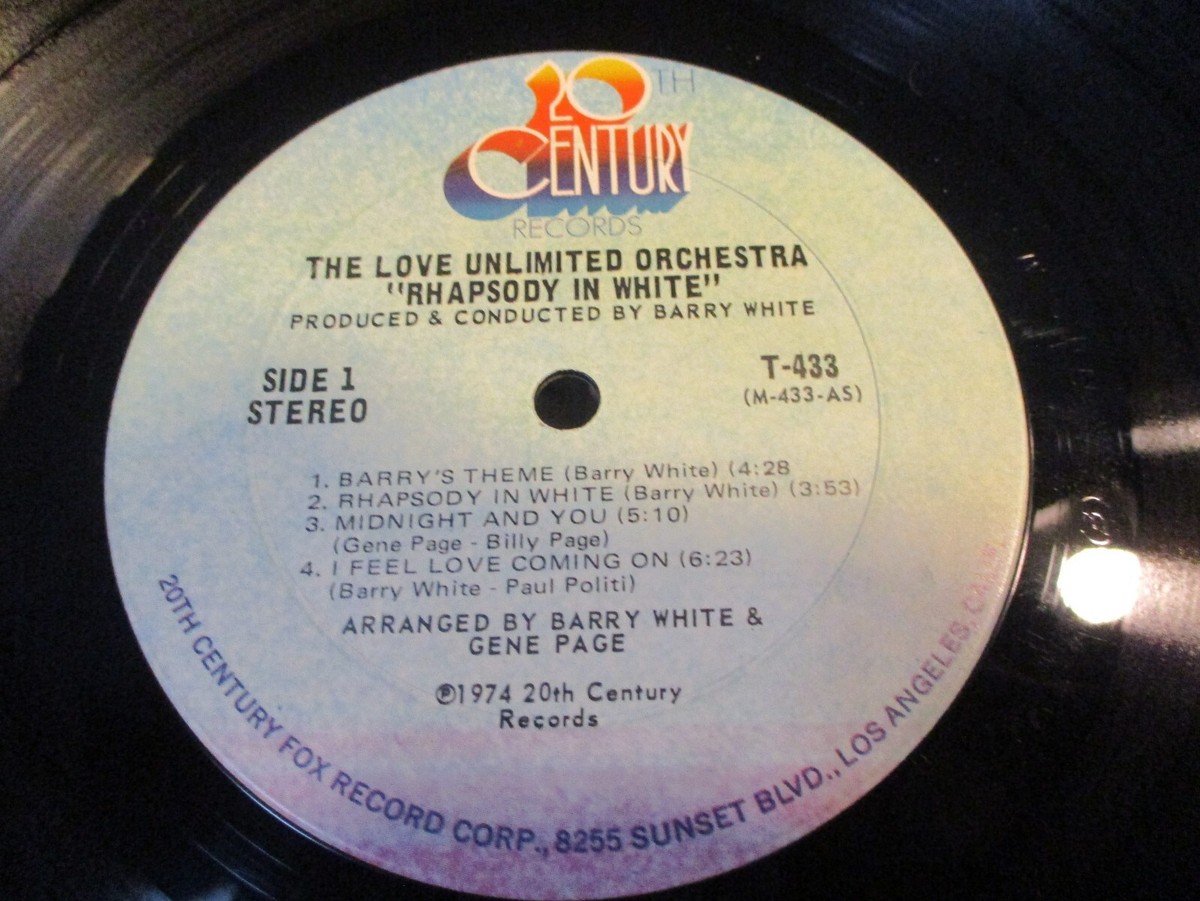 20TH
CENTURY
RECORDS
THE LOVE UNLIMITED ORCHESTRA
"RHAPSODY IN WHITE"
PRODUCED & CONDUCTED BY BARRY WHITE
SIDE 1
STEREO
T-433
(M-433-AS)
1. BARRY'S THEME (Barry White) (4:28
2. RHAPSODY IN WHITE (Barry White) (3:53)
3. MIDNIGHT AND YOU (5:10)
(Gene Page - Billy Page)
4. I FEEL LOVE COMING ON (6:23)
(Barry White - Paul Politi)
ARRANGED BY BARRY WHITE &
GENE PAGE
℗1974 20th Century
Records
20TH CENTURY FOX RECORD CORP., 8255 SUNSET BLVD., LOS ANGELES,